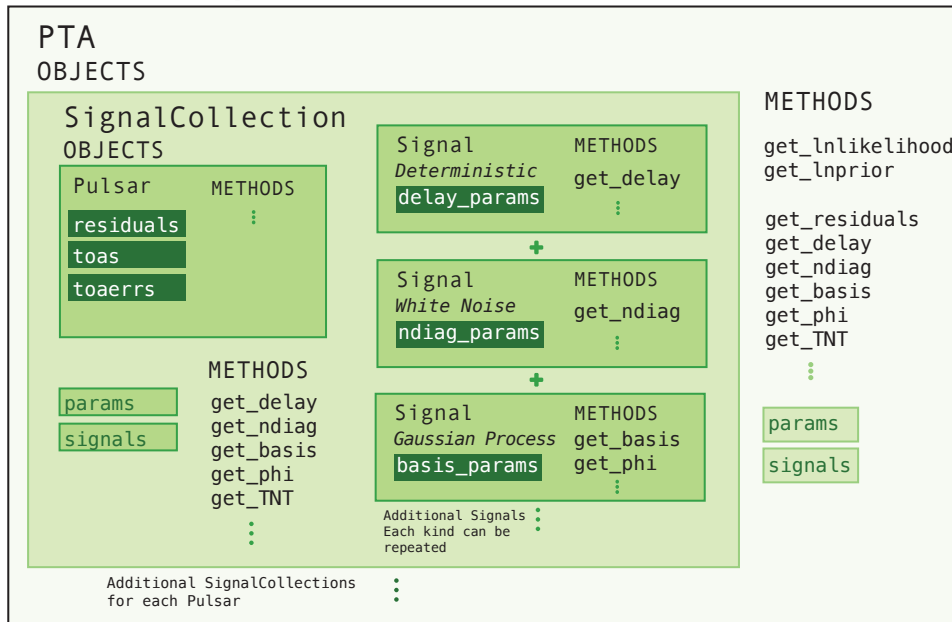 PTA
OBJECTS
SignalCollection
OBJECTS
Pulsar
METHODS
residuals
toas
toaerrs
params
signals
METHODS
get_delay
get_ndiag
get_basis
get_phi
get_TNT
Signal
Deterministic
delay_params
METHODS
get_delay
+
Signal
White Noise
ndiag_params
METHODS
get_ndiag
+
Signal
Gaussian Process
basis_params
METHODS
get_basis
get_phi
Additional Signals
Each kind can be
repeated
Additional SignalCollections
for each Pulsar
METHODS
get_lnlikelihood
get_lnprior
get_residuals
get_delay
get_ndiag
get_basis
get_phi
get_TNT
params
signals